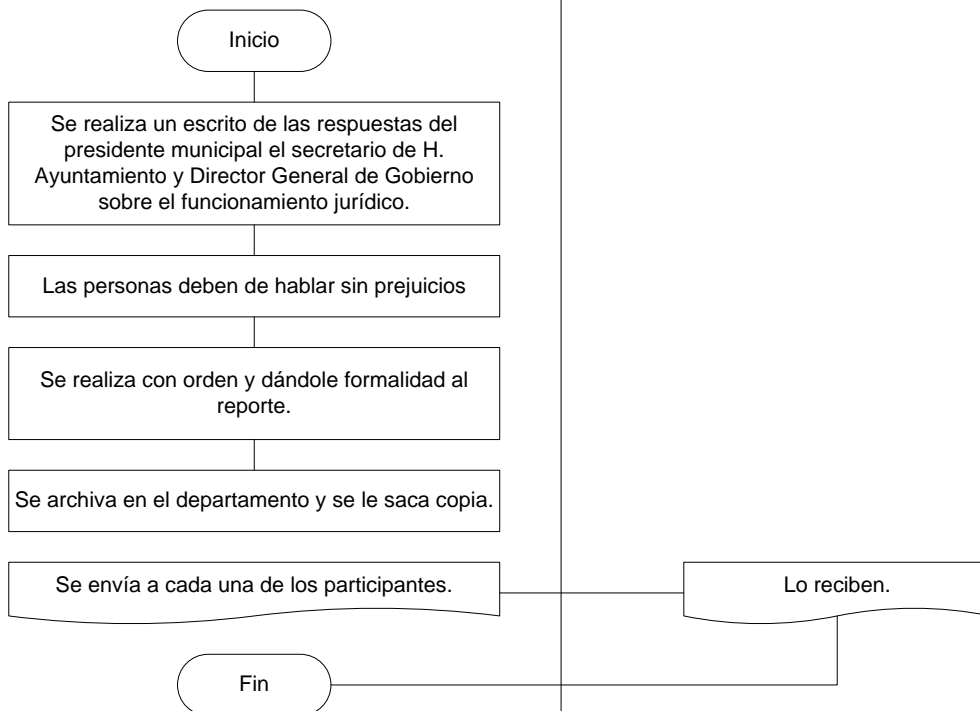 Inicio
Se realiza un escrito de las respuestas del
presidente municipal el secretario de H.
Ayuntamiento y Director General de Gobierno
sobre el funcionamiento jurídico.
Las personas deben de hablar sin prejuicios
Se realiza con orden y dándole formalidad al
reporte.
Se archiva en el departamento y se le saca copia.
Se envía a cada una de los participantes.
Lo reciben.
Fin